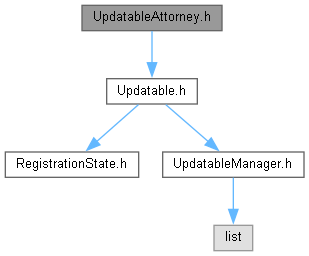 UpdatableAttorney.h
Updatable.h
RegistrationState.h
UpdatableManager.h
list